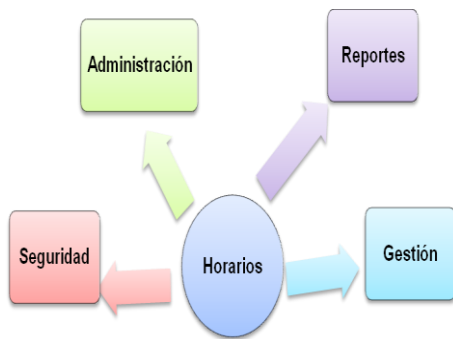 Reportes
Administración
Seguridad
Horarios
Gestión